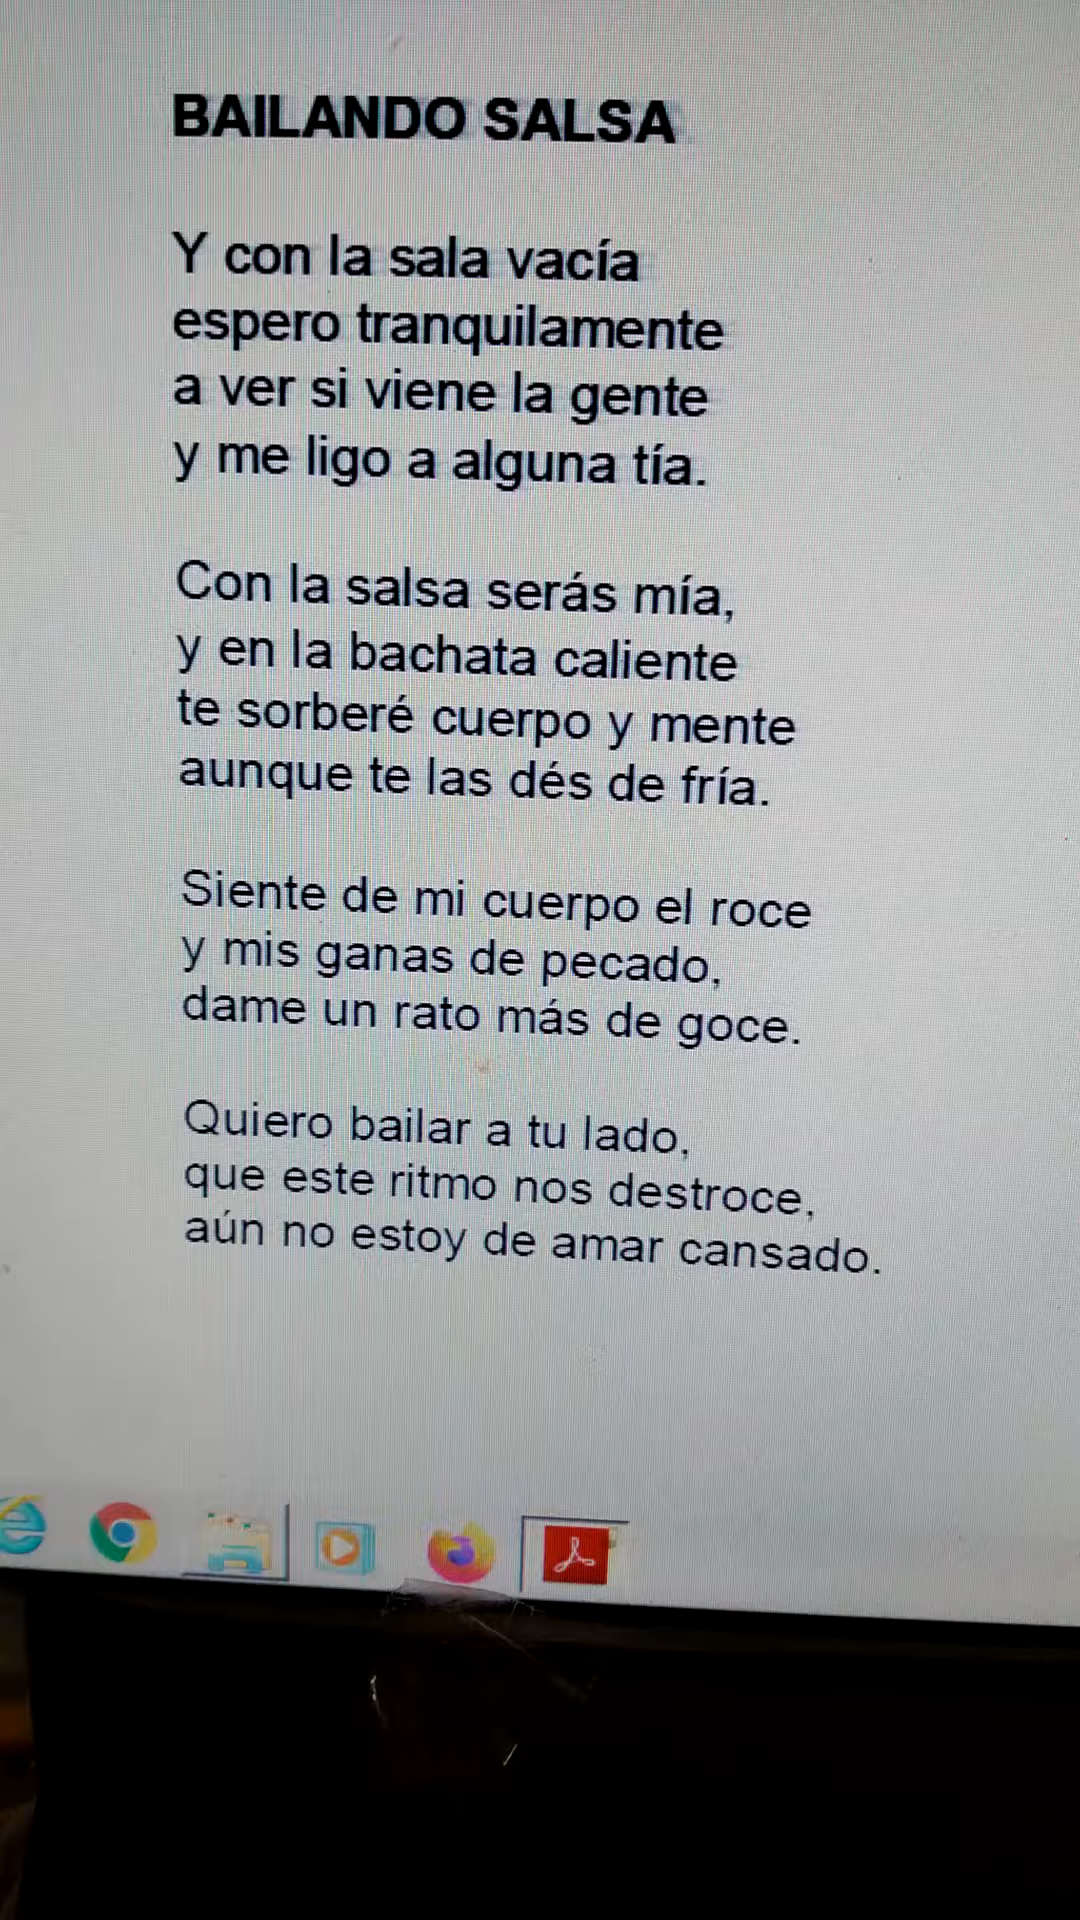 BAILANDO SALSA
Y con la sala vacía
espero tranquilamente
a ver si viene la gente
y me ligo a alguna tía.
Con la salsa serás mía,
y en la bachata caliente
te sorberé cuerpo y mente
aunque te las dés de fría.
Siente de mi cuerpo el roce
y mis ganas de pecado,
dame un rato más de goce.
Quiero bailar a tu lado,
que este ritmo nos destroce,
aún no estoy de amar cansado.